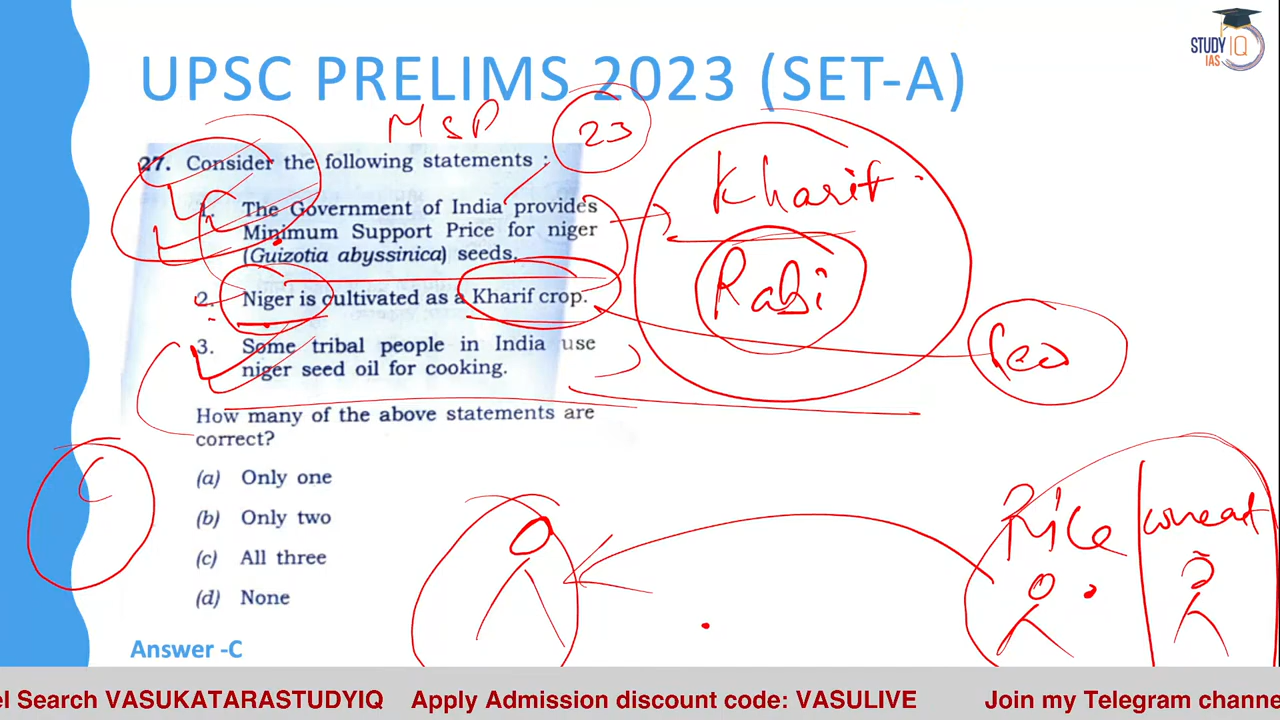 STUDY IQ
IAS
UPSC PRELIMS 2023 (SET-A)
MSP
23
27. Consider the following statements :
1. The Government of India provides
Minimum Support Price for niger
(Guizotia abyssinica) seeds.
2. Niger is cultivated as a Kharif crop.
3. Some tribal people in India use
niger seed oil for cooking.
How many of the above statements are
correct?
(a) Only one
(b) Only two
(c) All three
(d) None
Kharif
Rabi
C
Rice
Answer -C
el Search VASUKATARASTUDYIQ Apply Admission discount code: VASULIVE Join my Telegram channe